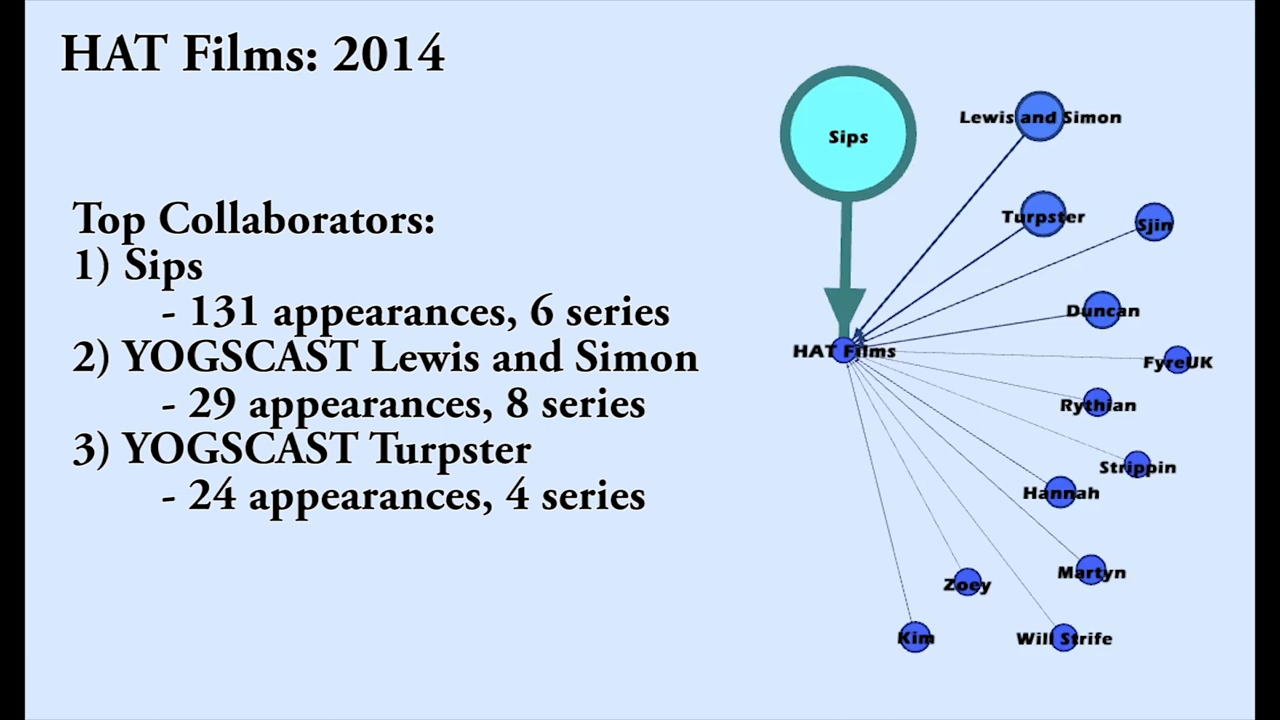 HAT Films: 2014
Top Collaborators:
1) Sips
- 131 appearances, 6 series
2) YOGSCAST Lewis and Simon
- 29 appearances, 8 series
3) YOGSCAST Turpster
- 24 appearances, 4 series
Sips
Lewis and Simon
Turpster
Sjin
Duncan
HAT Films
FyreUK
Rythian
Strippin
Hannah
Martyn
Zoey
Kim
Will Strife